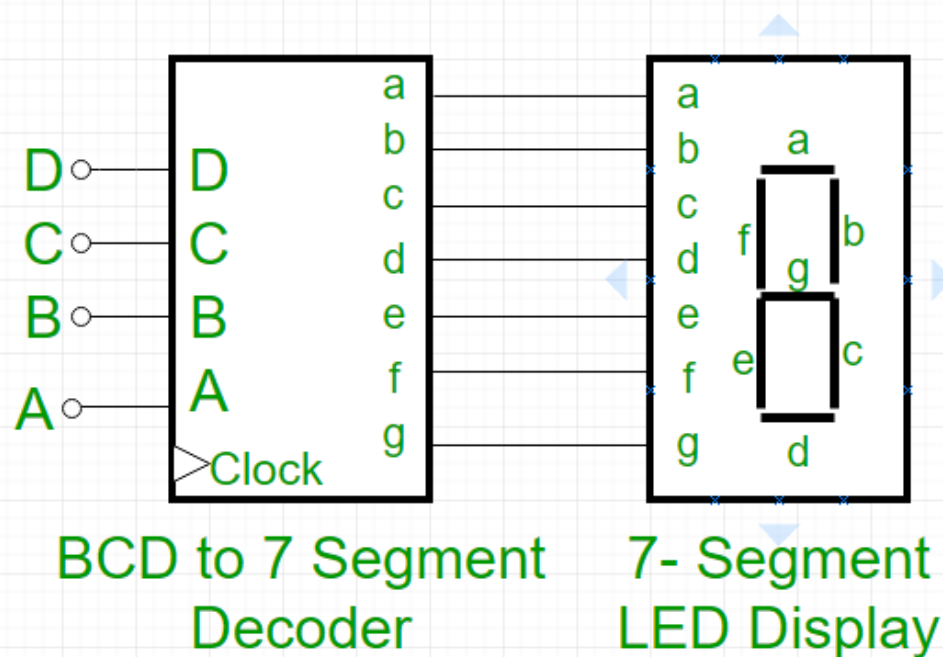 a a
b b a
D D
c c
f b
C C
d d
g
B B
e e
e c
f f
A A
g g
d
Clock
BCD to 7 Segment
Decoder
7- Segment
LED Display